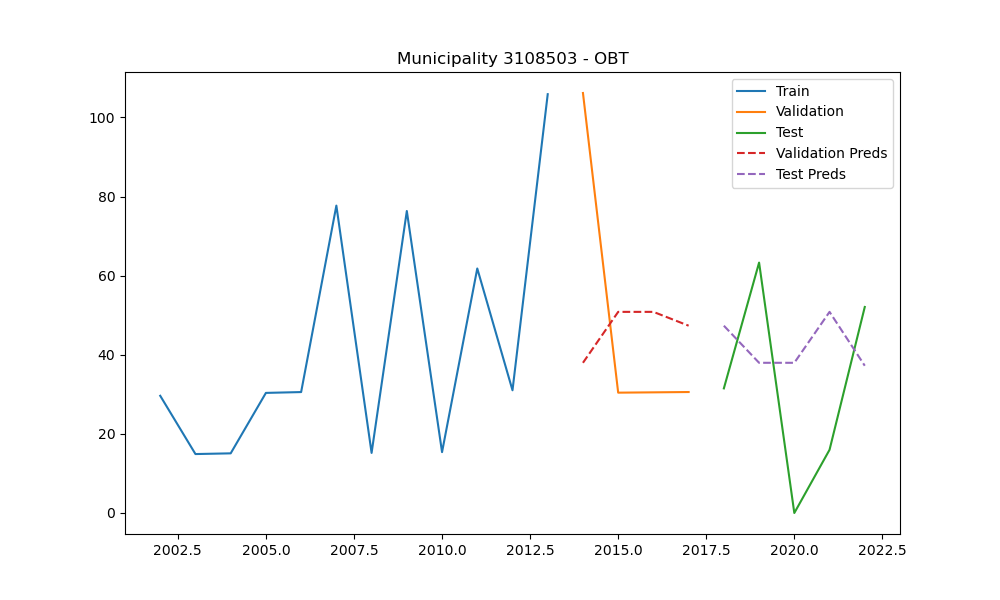 Municipality 3108503 - OBT
Train
Validation
Test
Validation Preds
Test Preds
100
80
60
40
20
0
2002.5 2005.0 2007.5 2010.0 2012.5 2015.0 2017.5 2020.0 2022.5